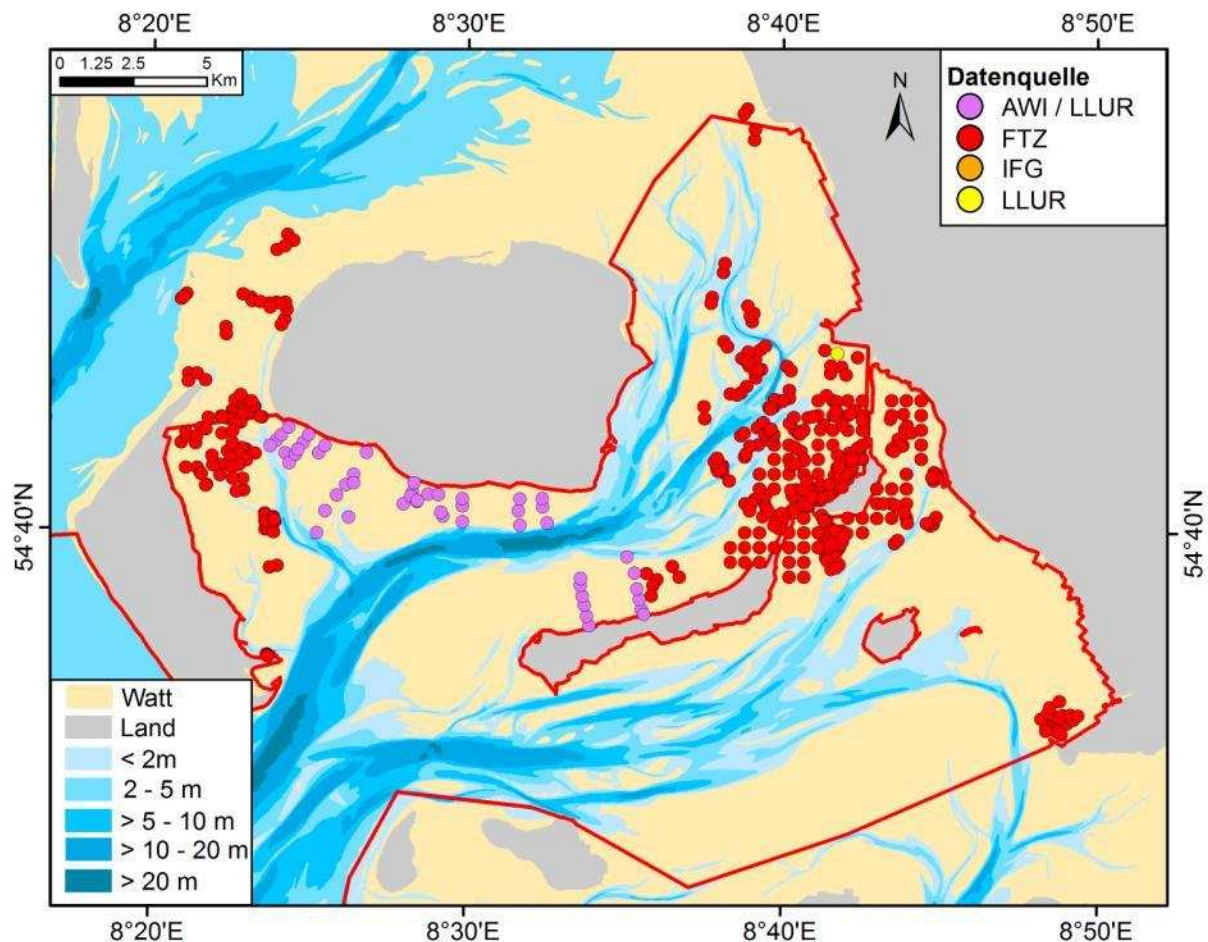 8°20'E 8°30'E 8°40'E 8°50'E
0 1.25 2.5 5
Km
N
Datenquelle
AWI / LLUR
FTZ
IFG
LLUR
54°40'N
54°40'N
Watt
Land
< 2m
2 - 5 m
> 5 - 10 m
> 10 - 20 m
> 20 m
8°20'E 8°30'E 8°40'E 8°50'E